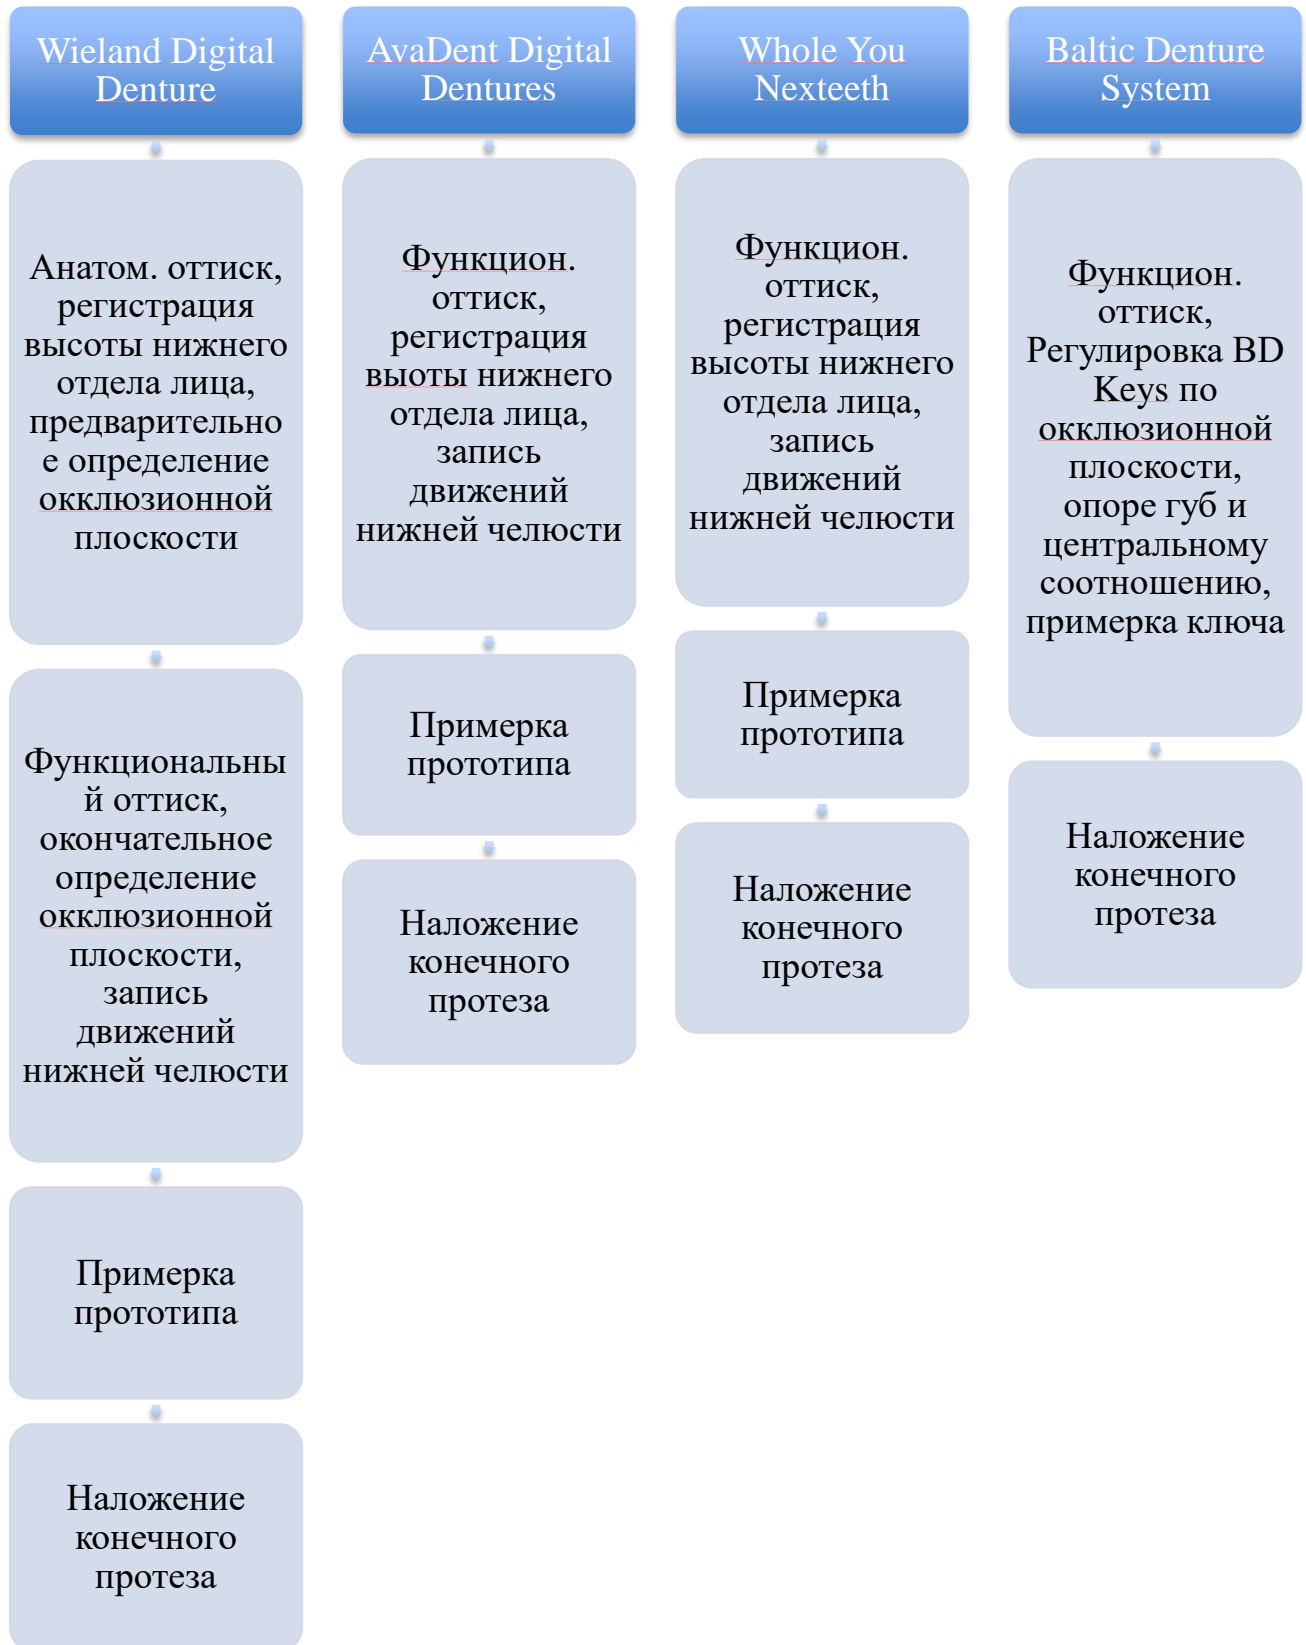 Wieland Digital
Denture
Анатом. оттиск,
регистрация
высоты нижнего
отдела лица,
предварительно
е определение
окклюзионной
плоскости
Функциональны
й оттиск,
окончательное
определение
окклюзионной
плоскости,
запись
движений
нижней челюсти
Примерка
прототипа
Наложение
конечного
протеза
AvaDent Digital
Dentures
Функцион.
оттиск,
регистрация
выоты нижнего
отдела лица,
запись
движений
нижней челюсти
Примерка
прототипа
Наложение
конечного
протеза
Whole You
Nexteeth
Функцион.
оттиск,
регистрация
высоты нижнего
отдела лица,
запись
движений
нижней челюсти
Примерка
прототипа
Наложение
конечного
протеза
Baltic Denture
System
Функцион.
оттиск,
Регулировка BD
Keys по
окклюзионной
плоскости,
опоре губ и
центральному
соотношению,
примерка ключа
Наложение
конечного
протеза